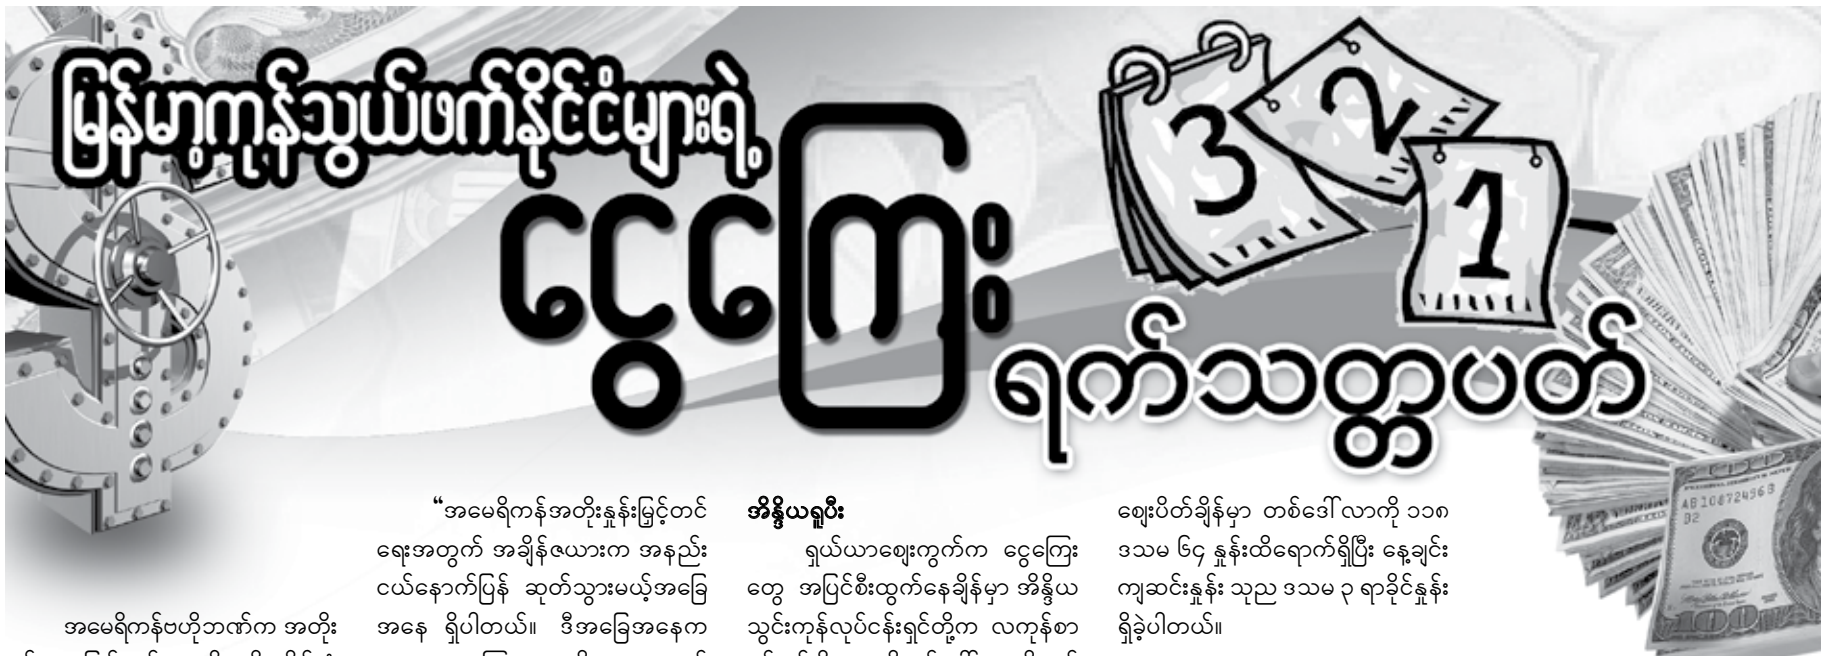 မြန်မာ့ကုန်သွယ်ဖက်နိုင်ငံများရဲ့
ငွေကြေး
3
2
1
ရက်သတ္တပတ်
အမေရိကန်ဗဟိုဘဏ်က အတိုး
“အမေရိကန်အတိုးနှုန်းမြှင့်တင်
ရေးအတွက် အချိန်ဇယားက အနည်း
ငယ်နောက်ပြန် ဆုတ်သွားမယ့်အခြေ
အနေ ရှိပါတယ်။ ဒီအခြေအနေက
အိန္ဒိယရူပီး
ရှယ်ယာဈေးကွက်က ငွေကြေး
တွေ အပြင်စီးထွက်နေချိန်မှာ အိန္ဒိယ
သွင်းကုန်လုပ်ငန်းရှင်တို့က လကုန်စာ
ဈေးပိတ်ချိန်မှာ တစ်ဒေါ်လာကို ၁၁၈
ဒသမ ၆၄ နှုန်းထိရောက်ရှိပြီး နေ့ချင်း
ကျဆင်းနှုန်း သုည ဒသမ ၃ ရာခိုင်နှုန်း
ရှိခဲ့ပါတယ်။
AB10872496B
B2
100